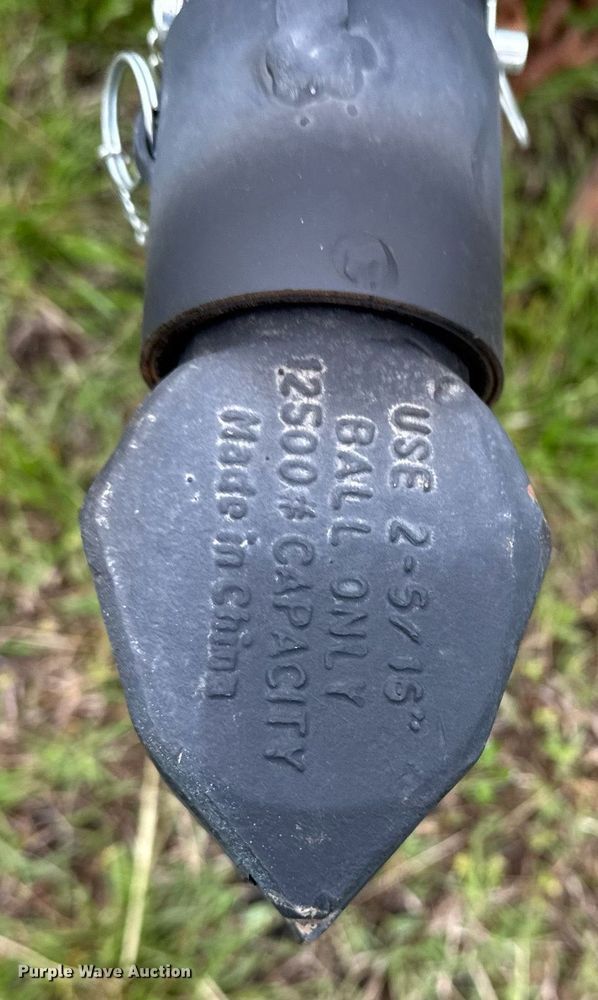 USE 2-5/16"
BALL ONLY
12500# CAPACITY
Made in China
Purple Wave Auction